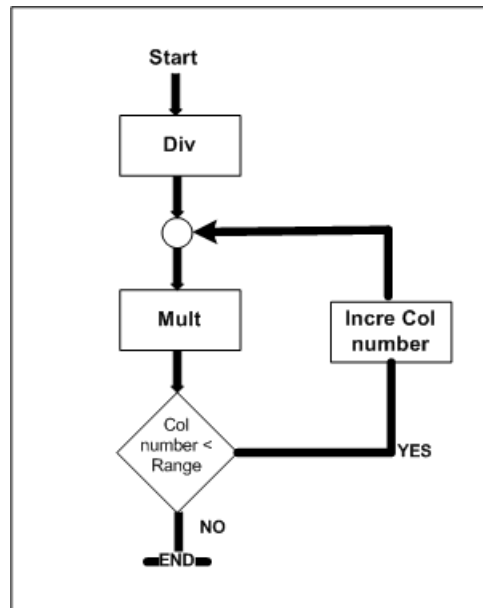 Start
Div
Mult
Incre Col
number
Col
number <
Range
YES
NO
END